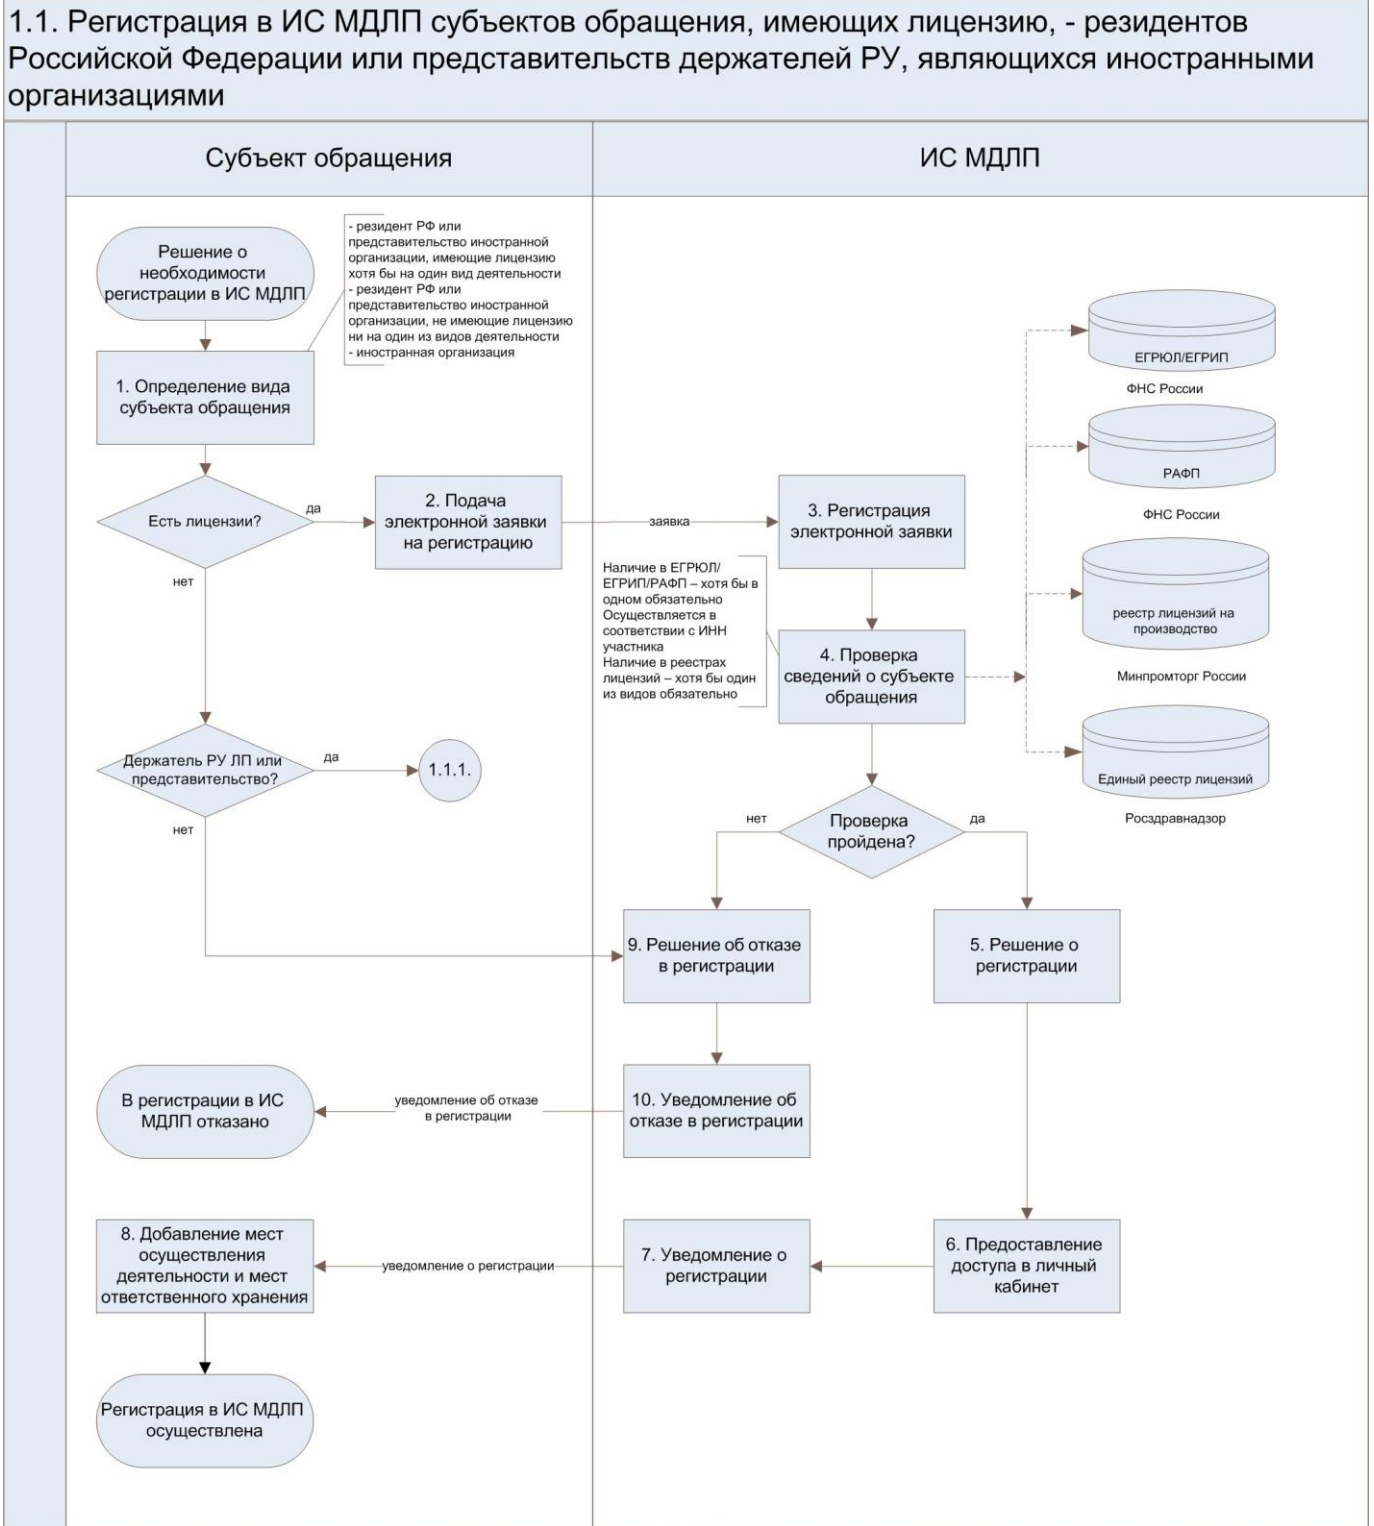 1.1. Регистрация в ИС МДЛП субъектов обращения, имеющих лицензию, - резидентов
Российской Федерации или представительств держателей РУ, являющихся иностранными
организациями
Субъект обращения
ИС МДЛП
Решение о
необходимости
регистрации в ИС МДЛП
- резидент РФ или
представительство иностранной
организации, имеющие лицензию
хотя бы на один вид деятельности
- резидент РФ или
представительство иностранной
организации, не имеющие лицензию
ни на один из видов деятельности
- иностранная организация
1. Определение вида
субъекта обращения
Есть лицензии?
да
нет
2. Подача
электронной заявки
на регистрацию
заявка
3. Регистрация
электронной заявки
Наличие в ЕГРЮЛ/
ЕГРИП/РАФП – хотя бы в
одном обязательно
Осуществляется в
соответствии с ИНН
участника
Наличие в реестрах
лицензий – хотя бы один
из видов обязательно
4. Проверка
сведений о субъекте
обращения
ЕГРЮЛ/ЕГРИП
ФНС России
РАФП
ФНС России
реестр лицензий на
производство
Минпромторг России
Единый реестр лицензий
Росздравнадзор
Держатель РУ ЛП или
представительство?
да
1.1.1.
нет
Проверка
пройдена?
нет
да
9. Решение об отказе
в регистрации
5. Решение о
регистрации
В регистрации в ИС
МДЛП отказано
уведомление об отказе
в регистрации
10. Уведомление об
отказе в регистрации
8. Добавление мест
осуществления
деятельности и мест
ответственного хранения
уведомление о регистрации
7. Уведомление о
регистрации
6. Предоставление
доступа в личный
кабинет
Регистрация в ИС МДЛП
осуществлена